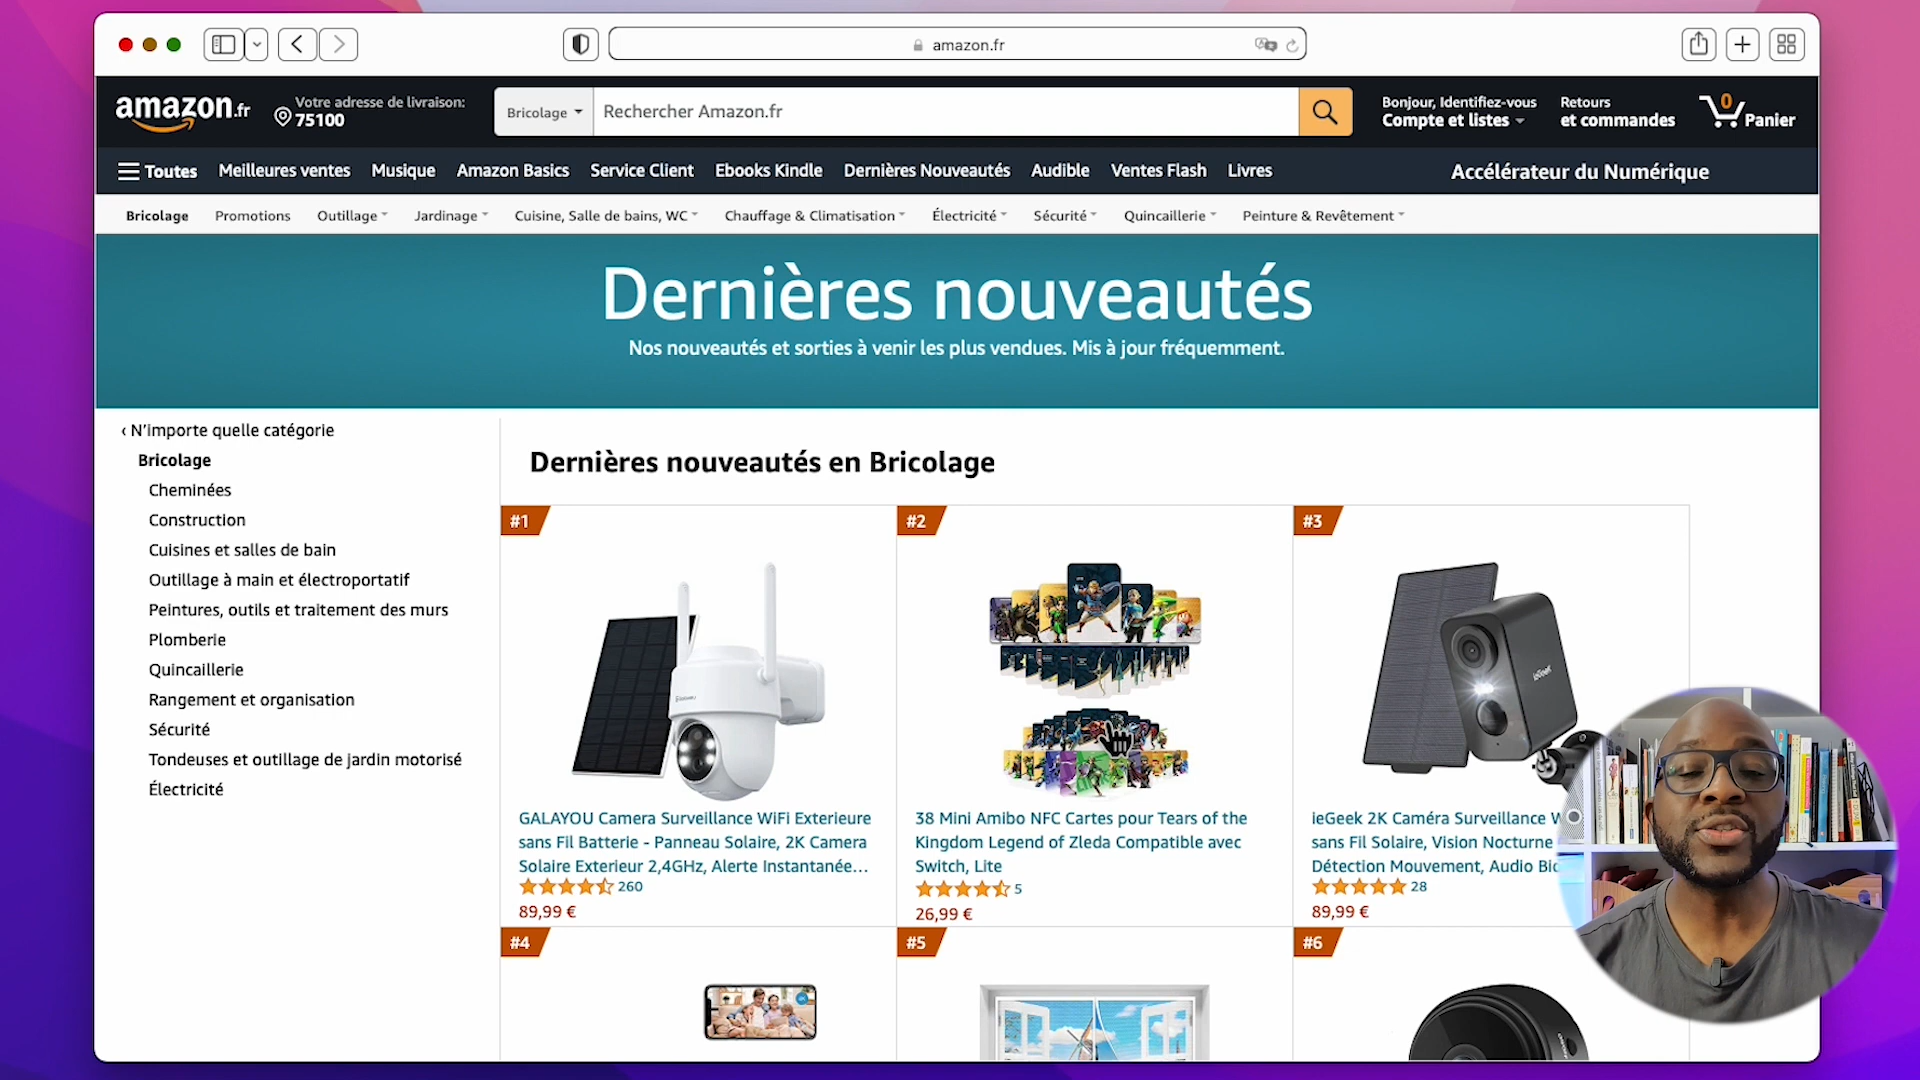 amazon.fr
amazon.fr
Votre adresse de livraison:
75100
Bricolage
Rechercher Amazon.fr
Bonjour, Identifiez-vous
Compte et listes
Retours
et commandes
0
Panier
Toutes
Meilleures ventes
Musique
Amazon Basics
Service Client
Ebooks Kindle
Dernières Nouveautés
Audible
Ventes Flash
Livres
Accélérateur du Numérique
Bricolage
Promotions
Outillage
Jardinage
Cuisine, Salle de bains, WC
Chauffage & Climatisation
Électricité
Sécurité
Quincaillerie
Peinture & Revêtement
Dernières nouveautés
Nos nouveautés et sorties à venir les plus vendues. Mis à jour fréquemment.
‹ N'importe quelle catégorie
Bricolage
Cheminées
Construction
Cuisines et salles de bain
Outillage à main et électroportatif
Peintures, outils et traitement des murs
Plomberie
Quincaillerie
Rangement et organisation
Sécurité
Tondeuses et outillage de jardin motorisé
Électricité
Dernières nouveautés en Bricolage
#1
GALAYOU Camera Surveillance WiFi Exterieure
sans Fil Batterie - Panneau Solaire, 2K Camera
Solaire Exterieur 2,4GHz, Alerte Instantanée...
260
89,99 €
#2
38 Mini Amibo NFC Cartes pour Tears of the
Kingdom Legend of Zleda Compatible avec
Switch, Lite
5
26,99 €
#3
ieGeek
ieGeek 2K Caméra Surveillance
sans Fil Solaire, Vision Nocturne
Détection Mouvement, Audio
28
89,99 €
#4
#5
#6